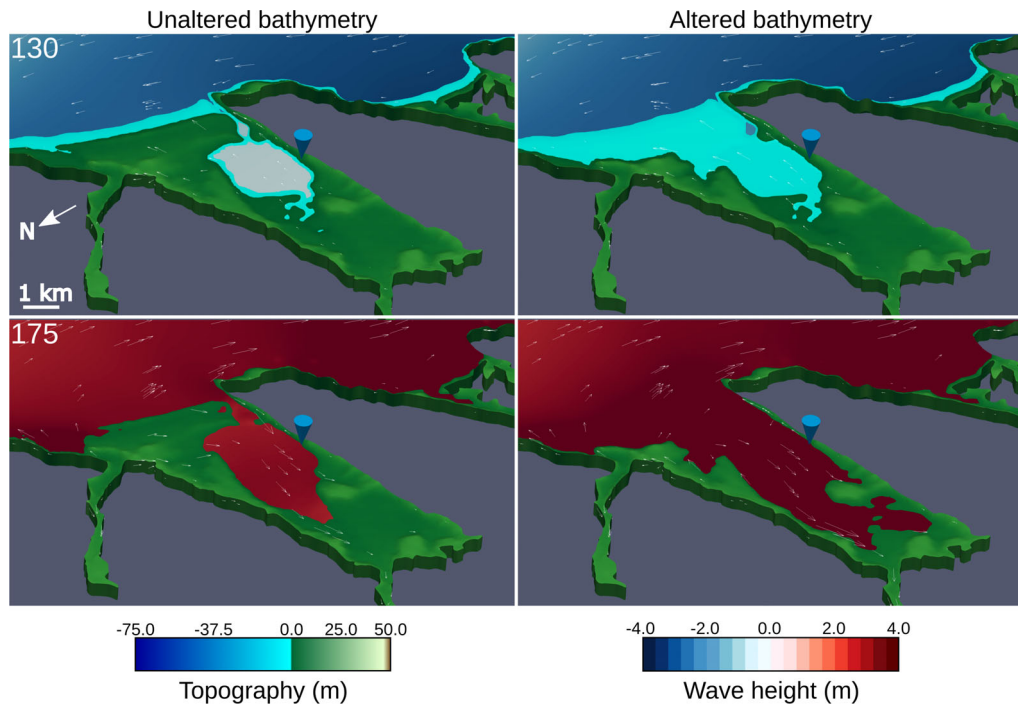 Unaltered bathymetry
Altered bathymetry
130
N
1 km
175
-75.0 -37.5 0.0 25.0 50.0
Topography (m)
-4.0 -2.0 0.0 2.0 4.0
Wave height (m)